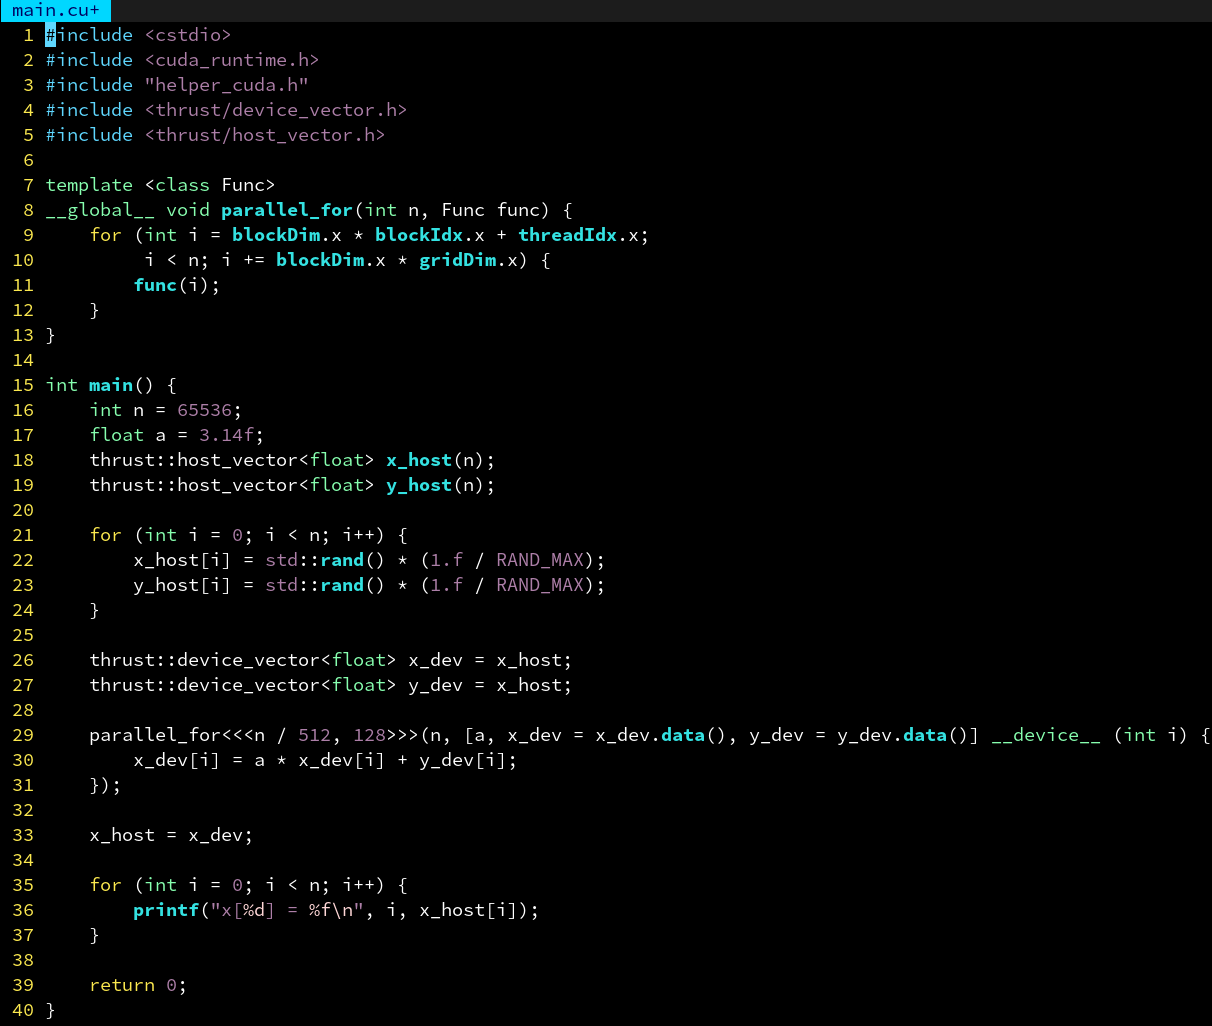 main.cu+
1 #include <cstdio>
2 #include <cuda_runtime.h>
3 #include "helper_cuda.h"
4 #include <thrust/device_vector.h>
5 #include <thrust/host_vector.h>
6
7 template <class Func>
8 __global__ void parallel_for(int n, Func func) {
9     for (int i = blockDim.x * blockIdx.x + threadIdx.x;
10          i < n; i += blockDim.x * gridDim.x) {
11         func(i);
12     }
13 }
14
15 int main() {
16     int n = 65536;
17     float a = 3.14f;
18     thrust::host_vector<float> x_host(n);
19     thrust::host_vector<float> y_host(n);
20
21     for (int i = 0; i < n; i++) {
22         x_host[i] = std::rand() * (1.f / RAND_MAX);
23         y_host[i] = std::rand() * (1.f / RAND_MAX);
24     }
25
26     thrust::device_vector<float> x_dev = x_host;
27     thrust::device_vector<float> y_dev = x_host;
28
29     parallel_for<<<n / 512, 128>>>(n, [a, x_dev = x_dev.data(), y_dev = y_dev.data()] __device__ (int i) {
30         x_dev[i] = a * x_dev[i] + y_dev[i];
31     });
32
33     x_host = x_dev;
34
35     for (int i = 0; i < n; i++) {
36         printf("x[%d] = %f\n", i, x_host[i]);
37     }
38
39     return 0;
40 }